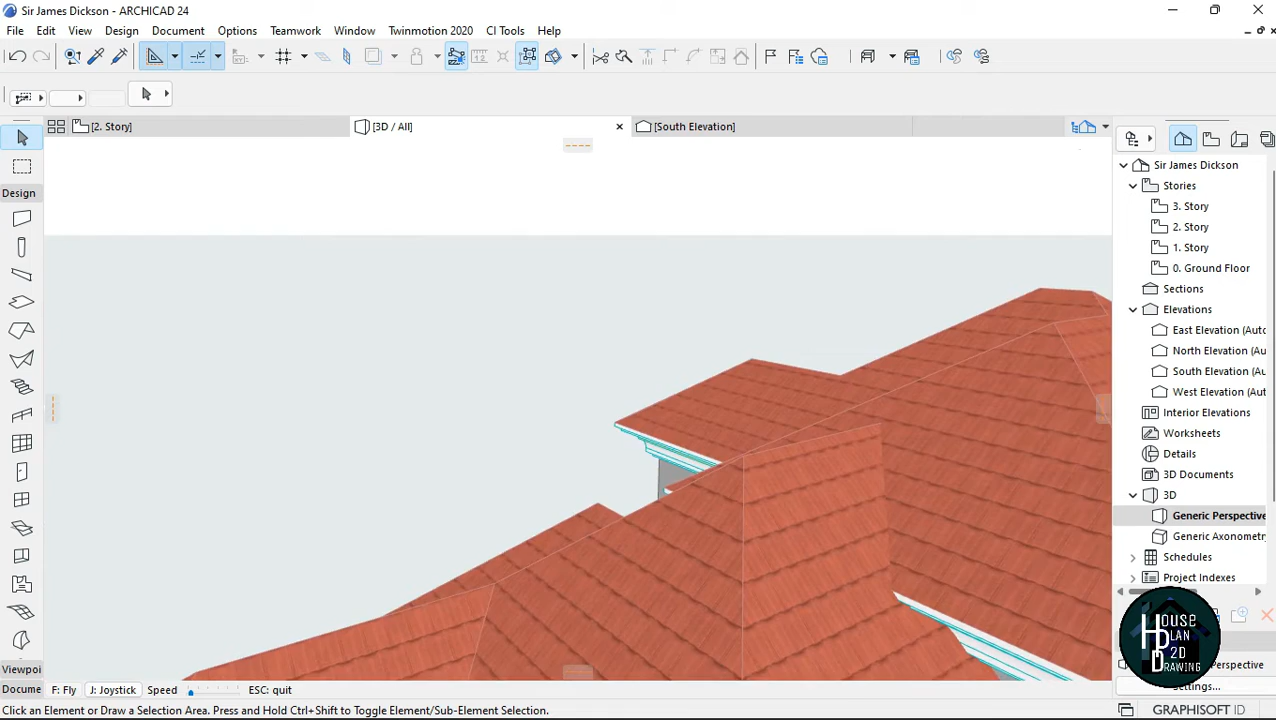 Sir James Dickson - ARCHICAD 24
File Edit View Design Document Options Teamwork Window Twinmotion 2020 CI Tools Help
[2. Story] [3D / All] [South Elevation]
Design
Sir James Dickson
Stories
3. Story
2. Story
1. Story
0. Ground Floor
Sections
Elevations
East Elevation (Au
North Elevation (Au
South Elevation (Au
West Elevation (Au
Interior Elevations
Worksheets
Details
3D Documents
3D
Generic Perspective
Generic Axonometr
Schedules
Project Indexes
HOUSE
PLAN
2D
DRAWING
HD
Perspective
Settings...
Viewpoi
Docume
F: Fly J: Joystick Speed ESC: quit
Click an Element or Draw a Selection Area. Press and Hold Ctrl+Shift to Toggle Element/Sub-Element Selection.
GRAPHISOFT ID